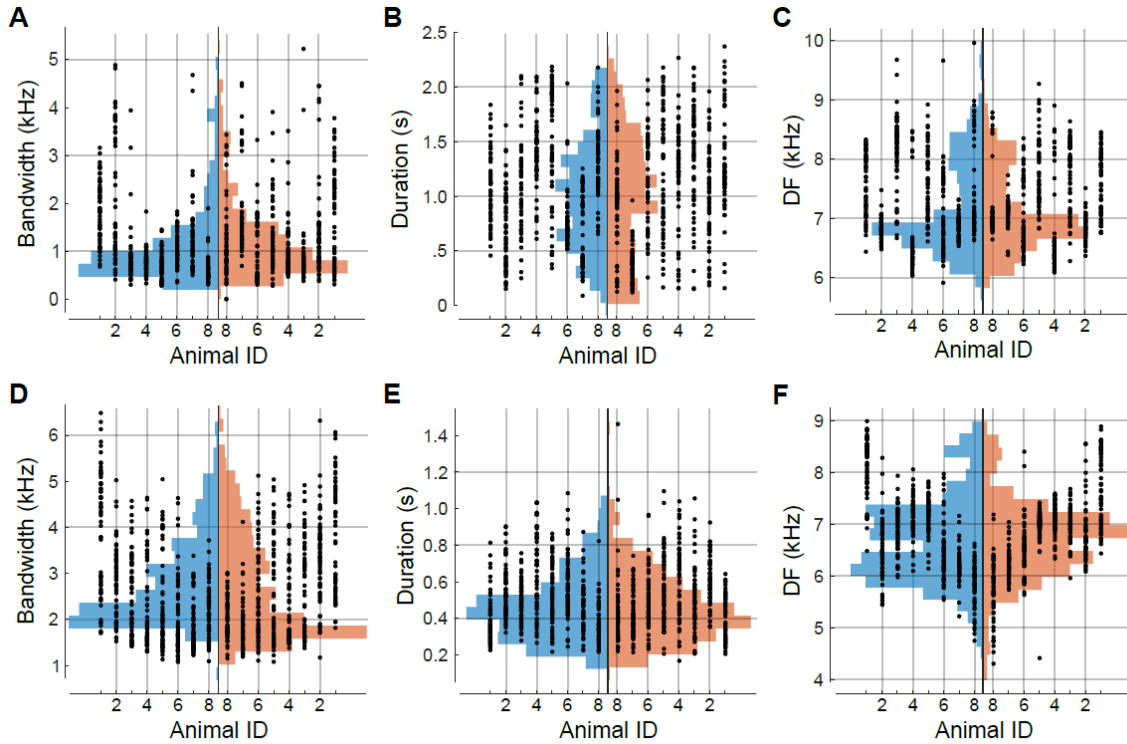 A
Bandwidth (kHz)
5
4
3
2
1
0
2 4 6 8 8 6 4 2
Animal ID
B
Duration (s)
2.5
2.0
1.5
1.0
.5
0
2 4 6 8 8 6 4 2
Animal ID
C
DF (kHz)
10
9
8
7
6
2 4 6 8 8 6 4 2
Animal ID
D
Bandwidth (kHz)
6
5
4
3
2
1
2 4 6 8 8 6 4 2
Animal ID
E
Duration (s)
1.4
1.2
1.0
0.8
0.6
0.4
0.2
2 4 6 8 8 6 4 2
Animal ID
F
DF (kHz)
9
8
7
6
5
4
2 4 6 8 8 6 4 2
Animal ID